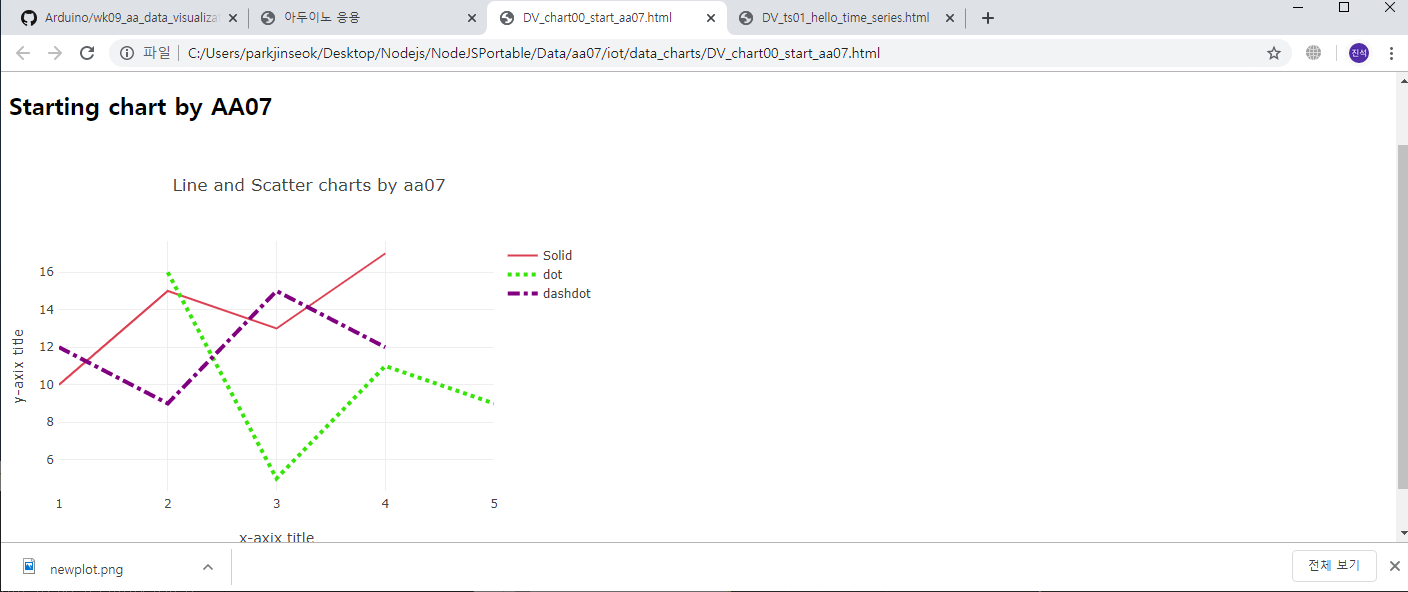 Arduino/wk09_aa_data_visualiza
아두이노 응용
DV_chart00_start_aa07.html
DV_ts01_hello_time_series.html
파일
C:/Users/parkjinseok/Desktop/Nodejs/NodeJSPortable/Data/aa07/iot/data_charts/DV_chart00_start_aa07.html
진석
Starting chart by AA07
Line and Scatter charts by aa07
Solid
dot
dashdot
y-axix title
16
14
12
10
8
6
1 2 3 4 5
x-axix title
newplot.png
전체 보기